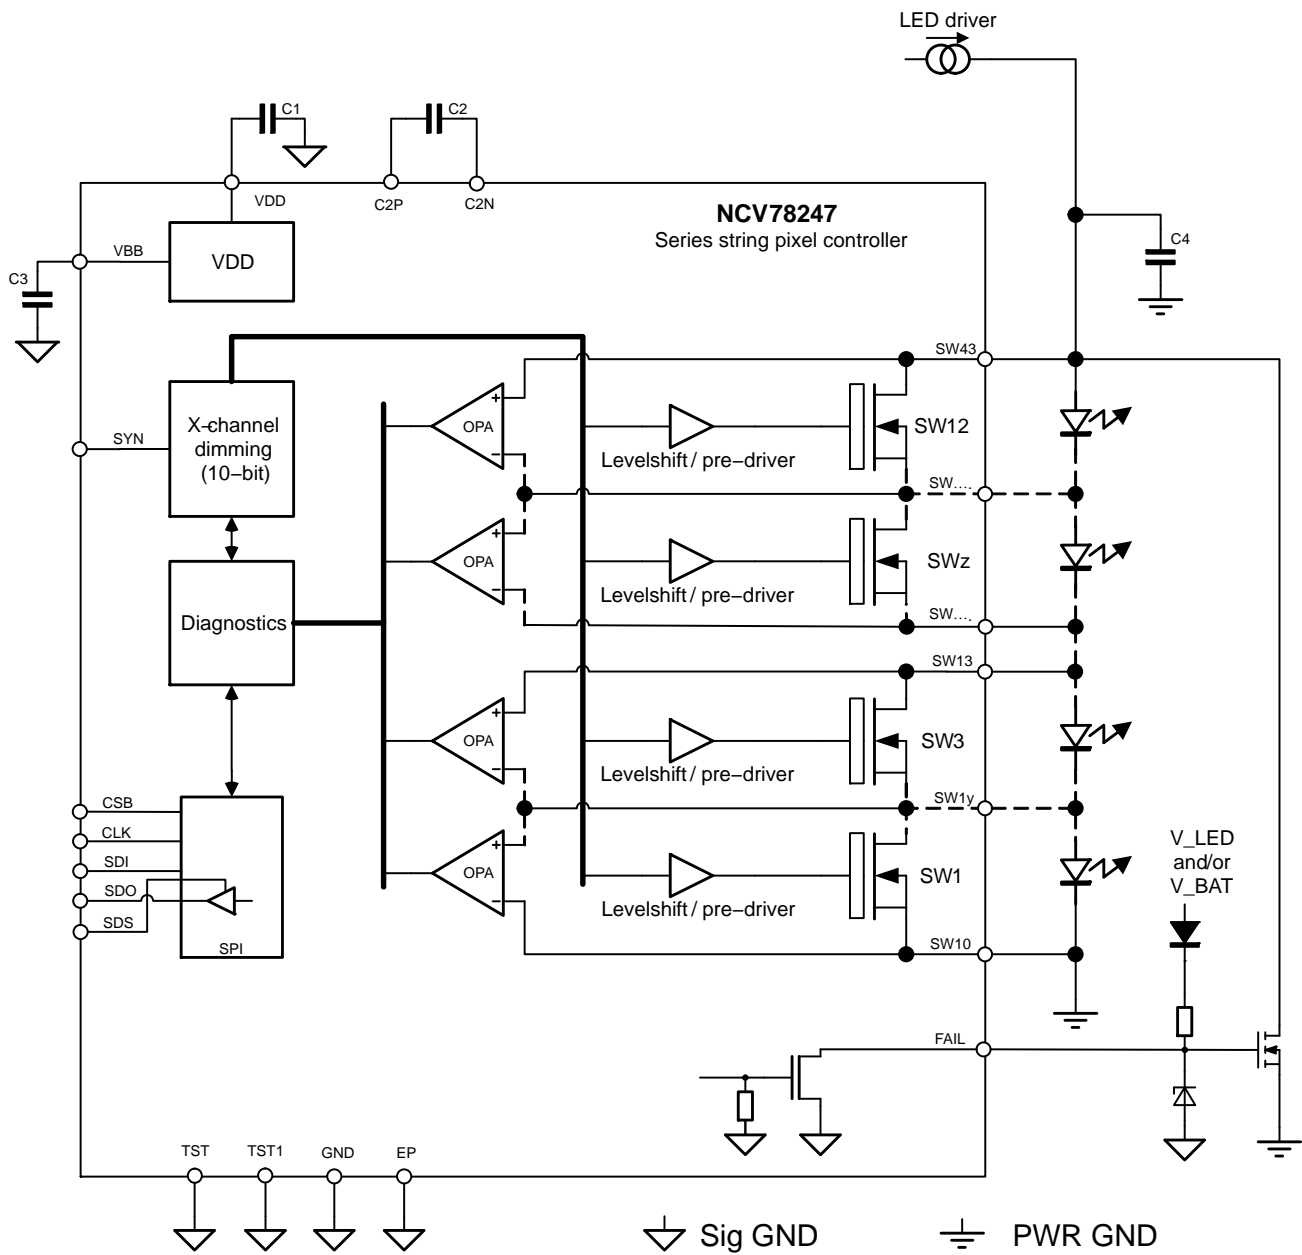 LED driver
C1
C2
VDD
C2P
C2N
NCV78247
Series string pixel controller
C4
VBB
VDD
C3
SW43
X−channel
dimming
(10−bit)
SYN
+
OPA
−
Levelshift / pre−driver
SW12
SW....
+
OPA
−
Levelshift / pre−driver
SWz
SW....
Diagnostics
SW13
+
OPA
−
Levelshift / pre−driver
SW3
SW1y
CSB
CLK
SDI
SDO
SDS
SPI
+
OPA
−
Levelshift / pre−driver
SW1
SW10
V_LED
and/or
V_BAT
FAIL
TST
TST1
GND
EP
Sig GND
PWR GND